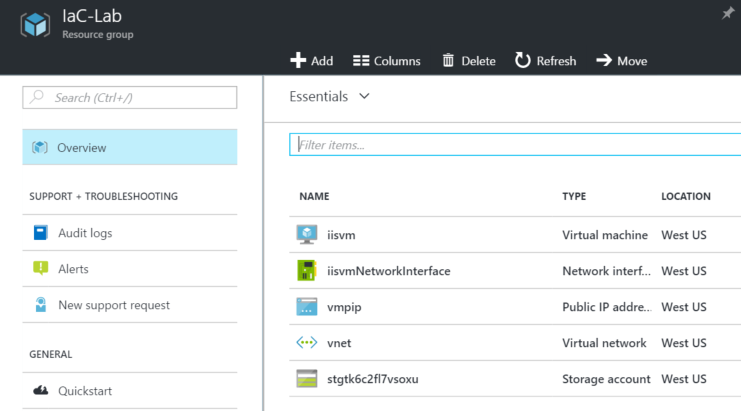 IaC-Lab
Resource group
Add Columns Delete Refresh Move
Search (Ctrl+/)
Overview
SUPPORT + TROUBLESHOOTING
Audit logs
Alerts
New support request
GENERAL
Quickstart
Essentials
Filter items...
NAME TYPE LOCATION
iisvm Virtual machine West US
iisvmNetworkInterface Network interf... West US
vmpip Public IP addre... West US
vnet Virtual network West US
stgtk6c2fl7vsoxu Storage account West US